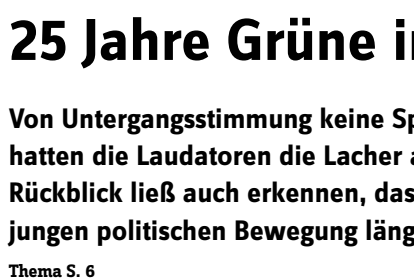 25 Jahre Grüne
Von Untergangsstimmung keine
hatten die Laudatoren die Lacher
Rückblick ließ auch erkennen,
jungen politischen Bewegung
Thema S. 6